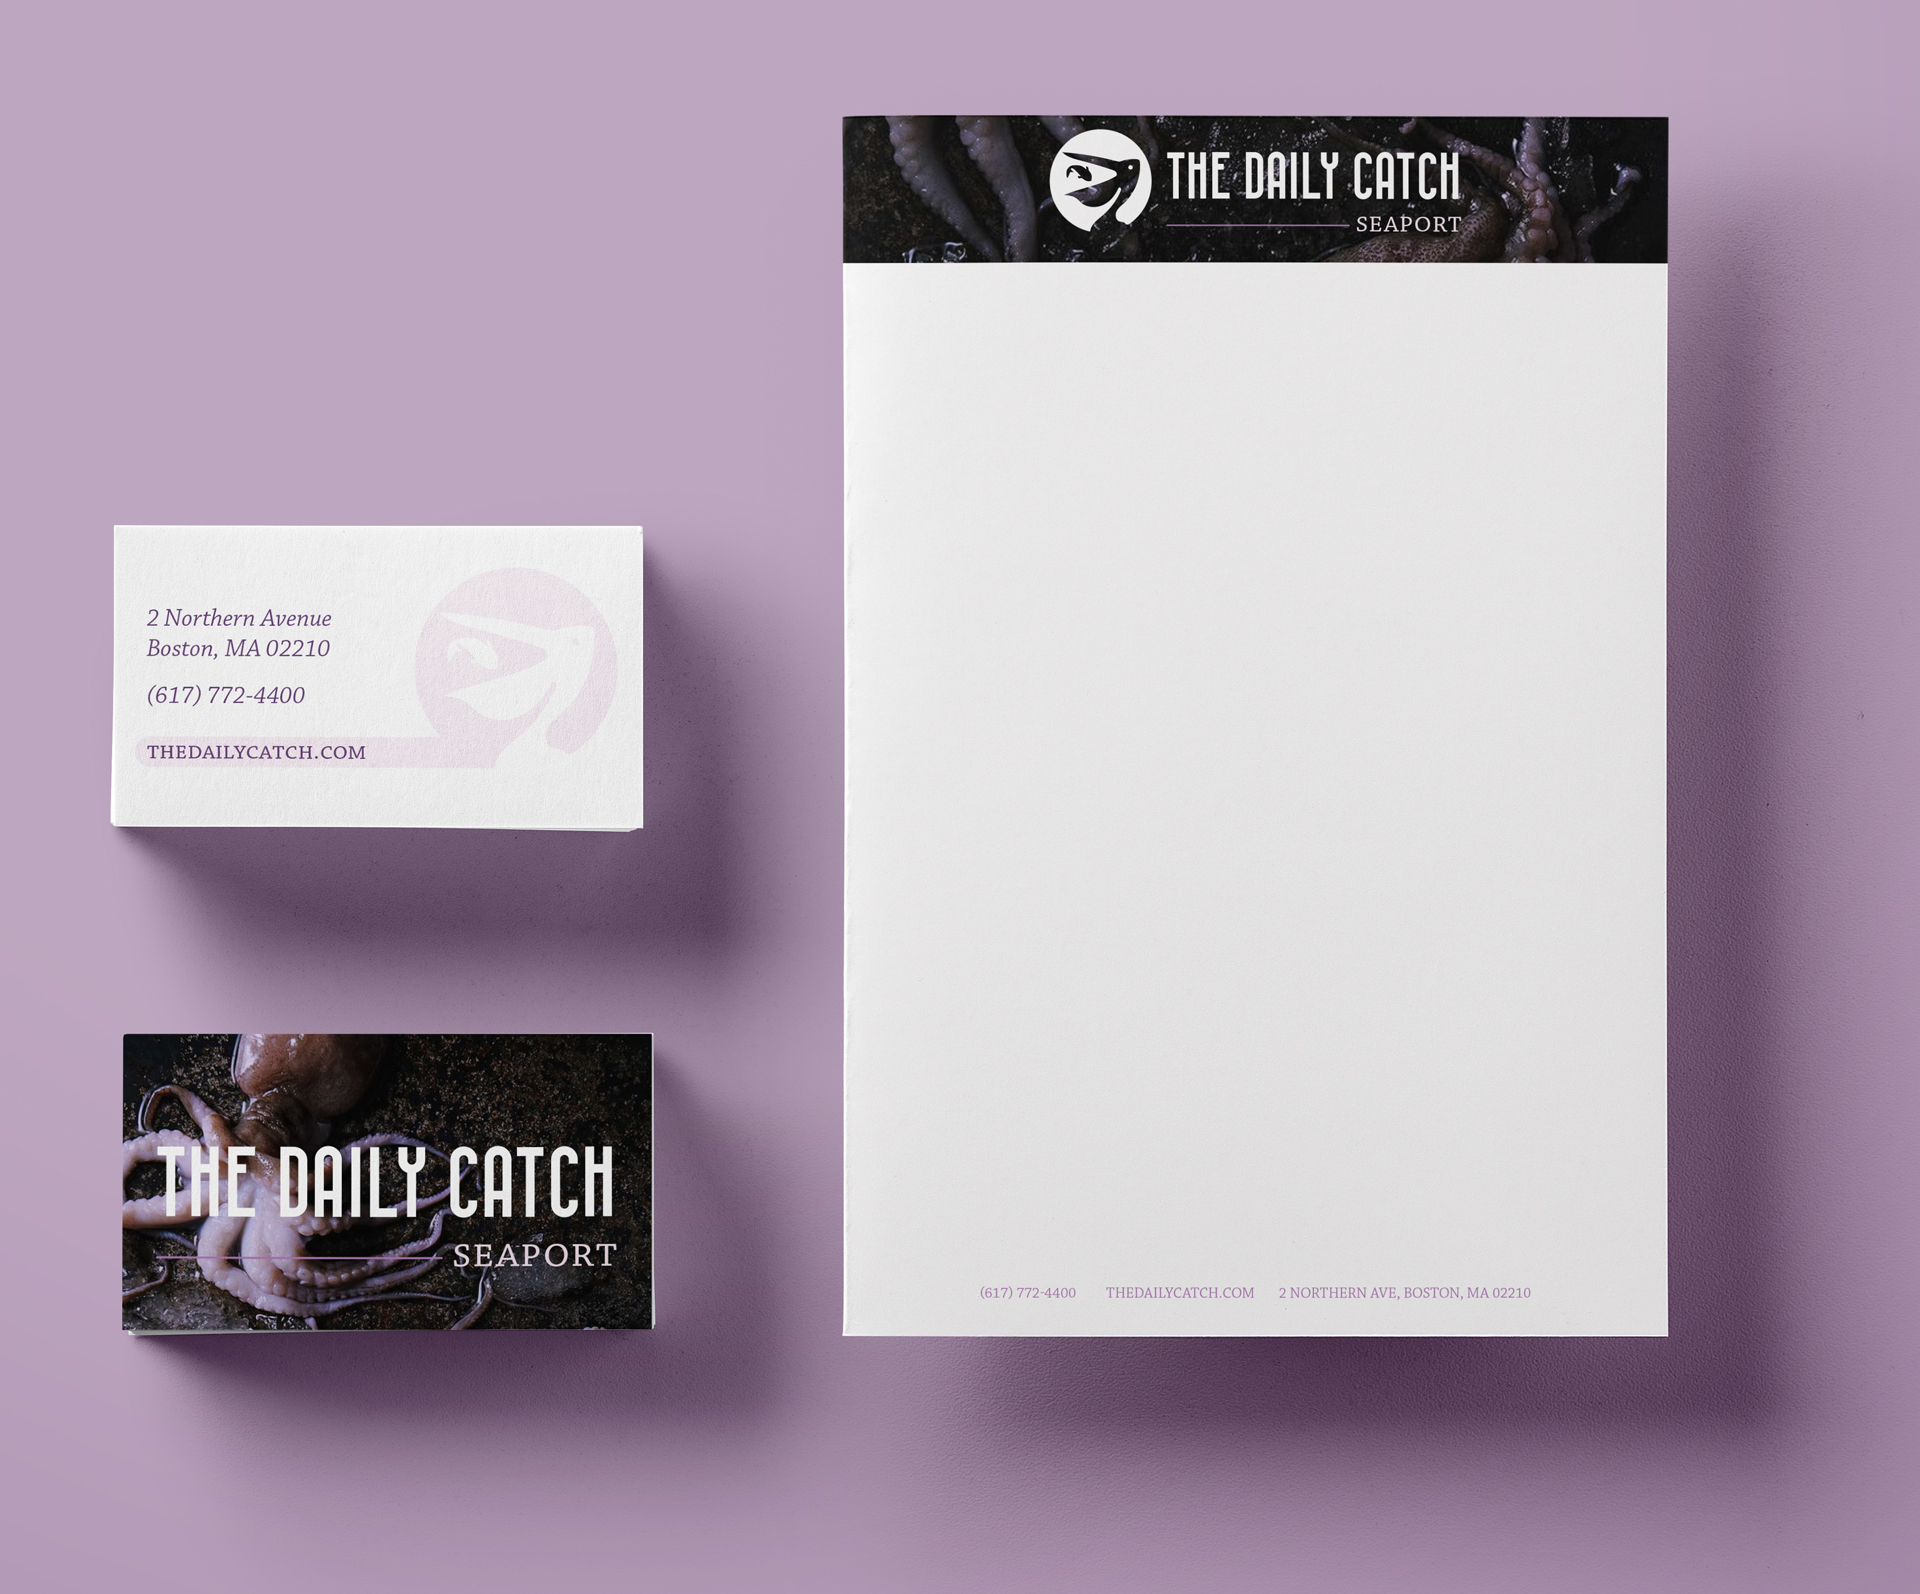 THE DAILY CATCH
SEAPORT
2 Northern Avenue
Boston, MA 02210
(617) 772-4400
THEDAILYCATCH.COM
THE DAILY CATCH
SEAPORT
(617) 772-4400 THEDAILYCATCH.COM 2 NORTHERN AVE, BOSTON, MA 02210